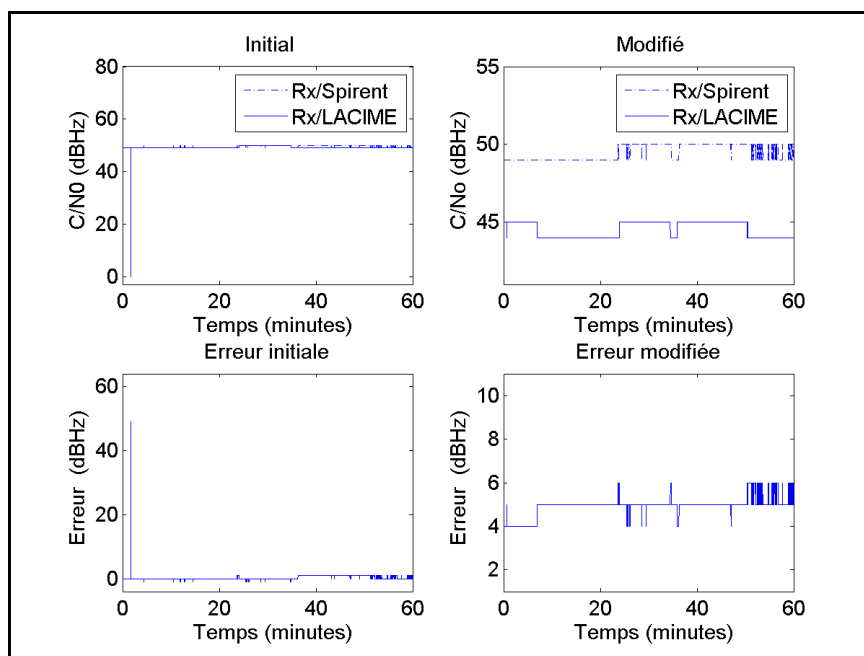 Initial
80
60
40
20
0
C/N0 (dBHz)
Rx/Spirent
Rx/LACIME
0 20 40 60
Temps (minutes)
Modifié
55
50
45
C/No (dBHz)
Rx/Spirent
Rx/LACIME
0 20 40 60
Temps (minutes)
Erreur initiale
60
40
20
0
Erreur (dBHz)
0 20 40 60
Temps (minutes)
Erreur modifiée
10
8
6
4
2
Erreur (dBHz)
0 20 40 60
Temps (minutes)